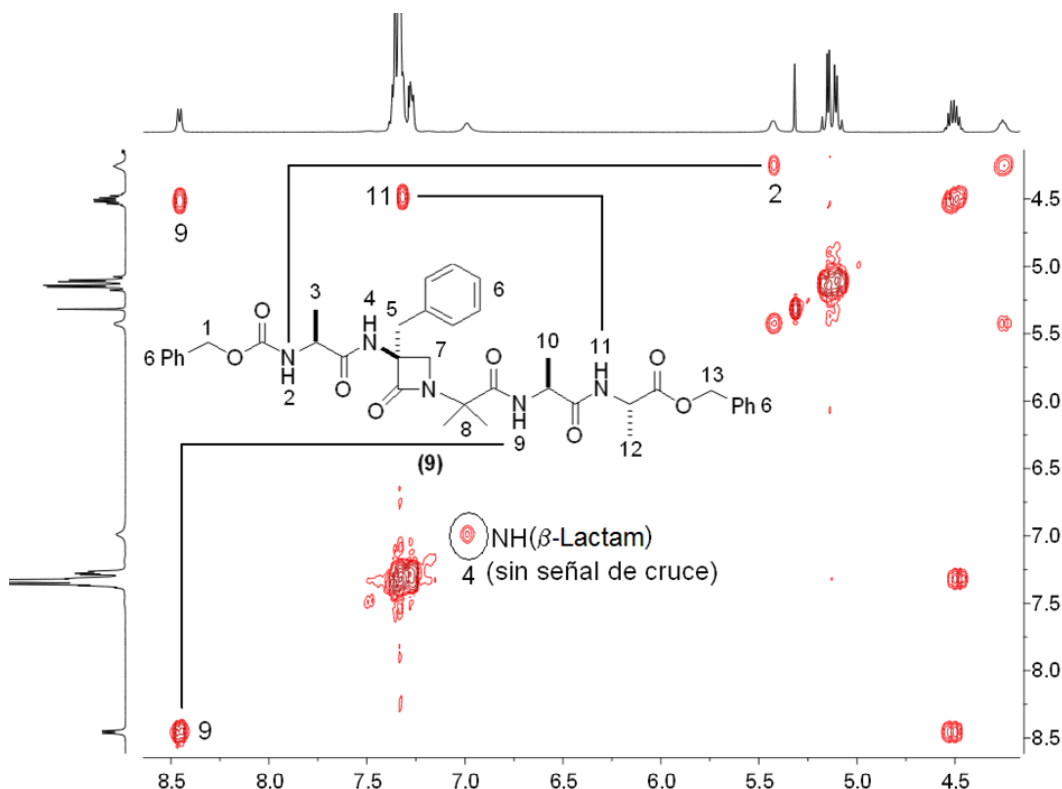 9
11
2
4.5
5.0
5.5
6.0
6.5
7.0
7.5
8.0
8.5
6
3
4
H
N
5
1
O
7
6 Ph
O
N
H
2
O
O
N
8
O
N
H
9
10
O
11
H
N
12
O
O
13
Ph 6
(9)
NH(β-Lactam)
4 (sin señal de cruce)
9
8.5 8.0 7.5 7.0 6.5 6.0 5.5 5.0 4.5